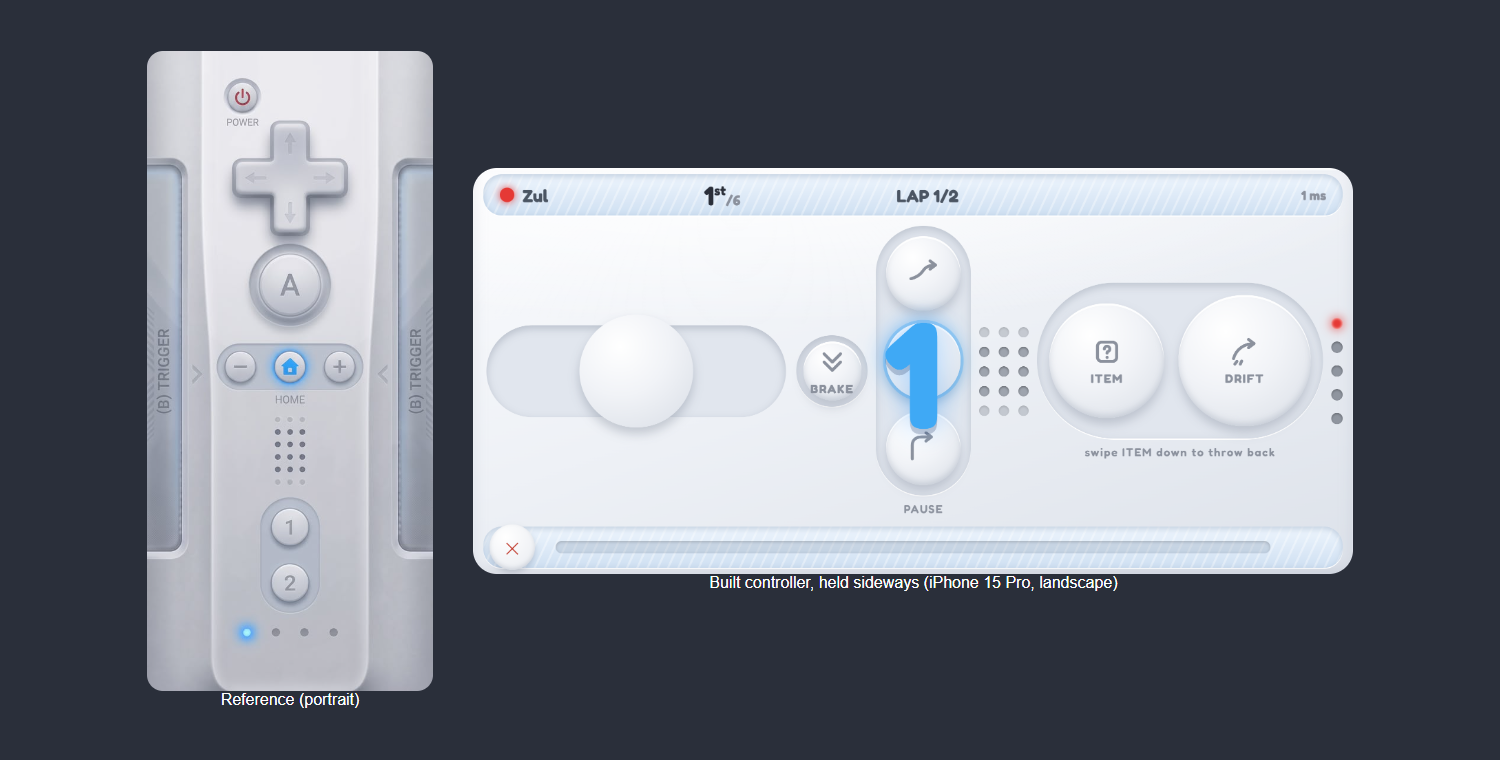 POWER
A
HOME
(B) TRIGGER
(B) TRIGGER
1
2
Reference (portrait)
Zul
1st/6
LAP 1/2
1 ms
BRAKE
1
ITEM
DRIFT
swipe ITEM down to throw back
PAUSE
Built controller, held sideways (iPhone 15 Pro, landscape)